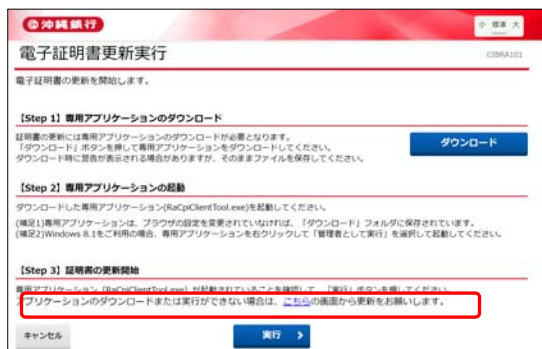 沖縄銀行
小 標準 大
電子証明書更新実行
CIBRA101
電子証明書の更新を開始します。
【Step 1】専用アプリケーションのダウンロード
証明書の更新には専用アプリケーションのダウンロードが必要となります。
「ダウンロード」ボタンを押して専用アプリケーションをダウンロードしてください。
ダウンロード時に警告が表示される場合がありますが、そのままファイルを保存してください。
ダウンロード
【Step 2】専用アプリケーションの起動
ダウンロードした専用アプリケーション(RaCpiClientTool.exe)を起動してください。
(補足1)専用アプリケーションは、ブラウザの設定を変更されていなければ、「ダウンロード」フォルダに保存されています。
(補足2)Windows 8.1をご利用の場合、専用アプリケーションを右クリックして「管理者として実行」を選択して起動してください。
【Step 3】証明書の更新開始
専用アプリケーション（RaCpiClientTool.exe）が起動されていることを確認して、「実行」ボタンを押してください。
アプリケーションのダウンロードまたは実行ができない場合は、こちらの画面から更新をお願いします。
キャンセル
実行